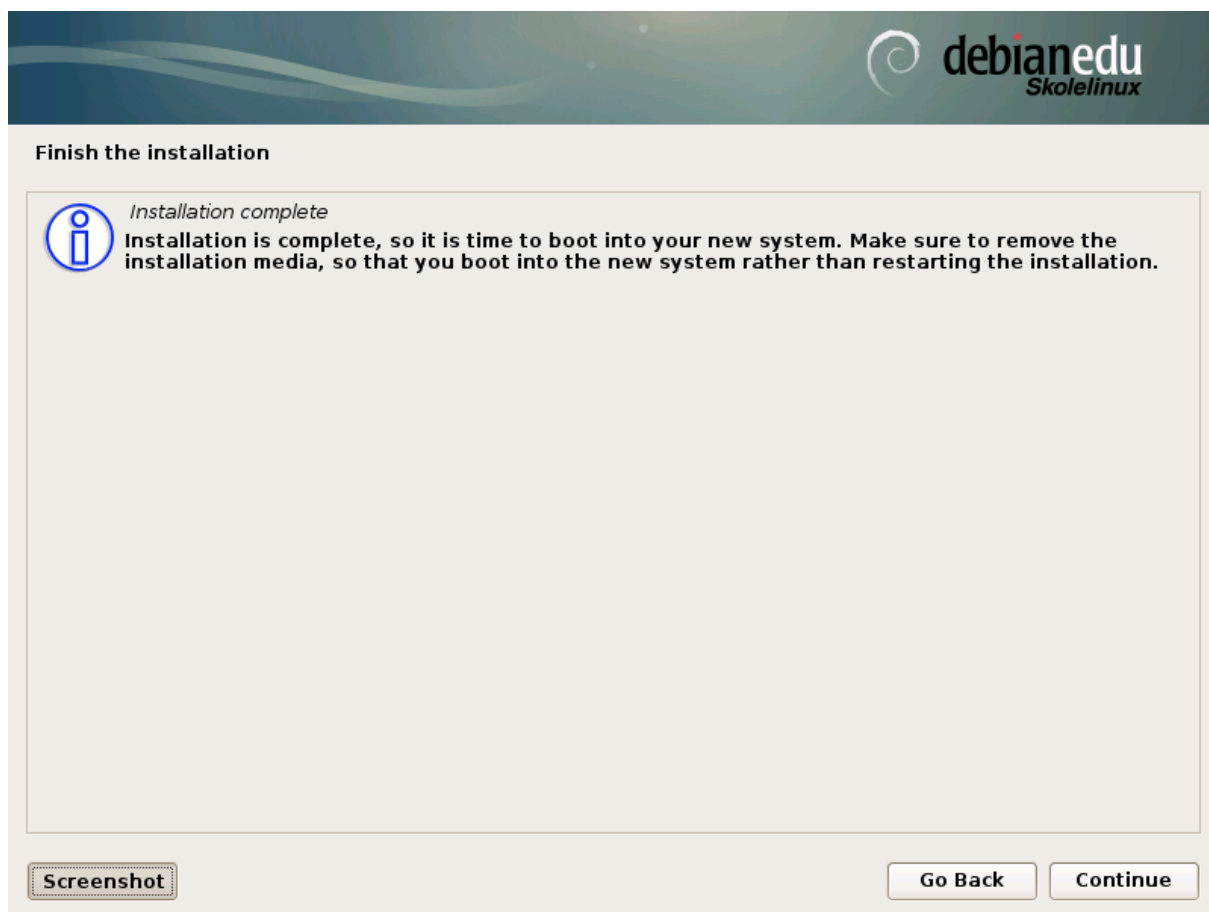 debianedu
Skolelinux
Finish the installation
Installation complete
Installation is complete, so it is time to boot into your new system. Make sure to remove the
installation media, so that you boot into the new system rather than restarting the installation.
Screenshot
Go Back
Continue